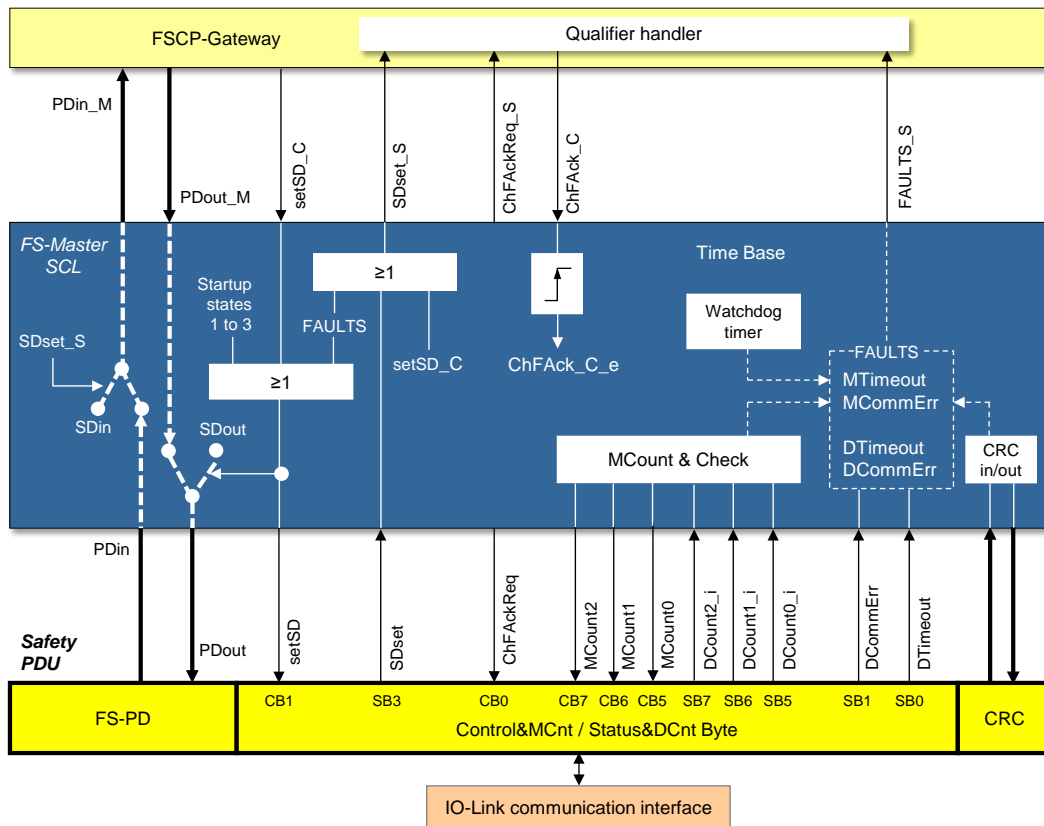 FSCP-Gateway
Qualifier handler
PDin_M
PDout_M
setSD_C
SDset_S
ChFAckReq_S
ChFAck_C
FAULTS_S
FS-Master
SCL
Time Base
≥1
Startup
states
1 to 3
FAULTS
Watchdog
timer
SDset_S
setSD_C
ChFAck_C_e
FAULTS
MTimeout
MCommErr
≥1
SDin
SDout
MCount & Check
DTimeout
DCommErr
CRC
in/out
PDin
PDout
setSD
SDset
ChFAckReq
MCount2
MCount1
MCount0
DCount2_i
DCount1_i
DCount0_i
DCommErr
DTimeout
Safety
PDU
FS-PD
CB1
SB3
CB0
CB7
CB6
CB5
SB7
SB6
SB5
SB1
SB0
Control&MCnt / Status&DCnt Byte
CRC
IO-Link communication interface